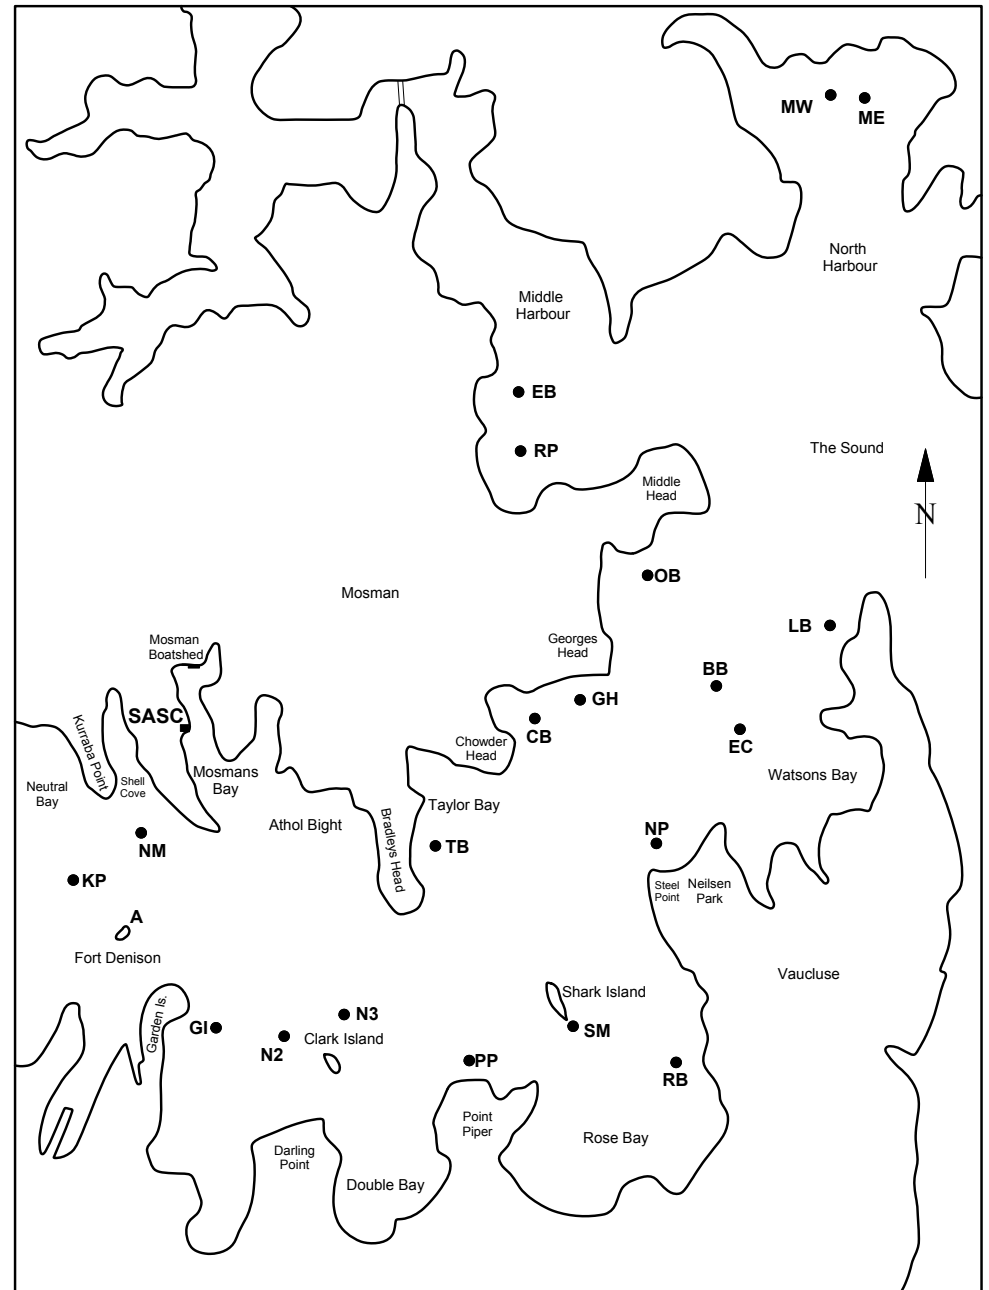 MW
ME
North
Harbour
Middle
Harbour
EB
The Sound
RP
Middle
Head
N
OB
Mosman
LB
Mosman
Boatshed
Georges
Head
BB
GH
SASC
CB
EC
Kurraba Point
Chowder
Head
Mosmans
Bay
Shell
Cove
Watsons Bay
Neutral
Bay
Taylor Bay
Athol Bight
Bradleys Head
NM
TB
NP
KP
Steel
Point
Neilsen
Park
A
Fort Denison
Vaucluse
Shark Island
Garden Is.
N3
GI
SM
Clark Island
N2
PP
RB
Point
Piper
Rose Bay
Darling
Point
Double Bay